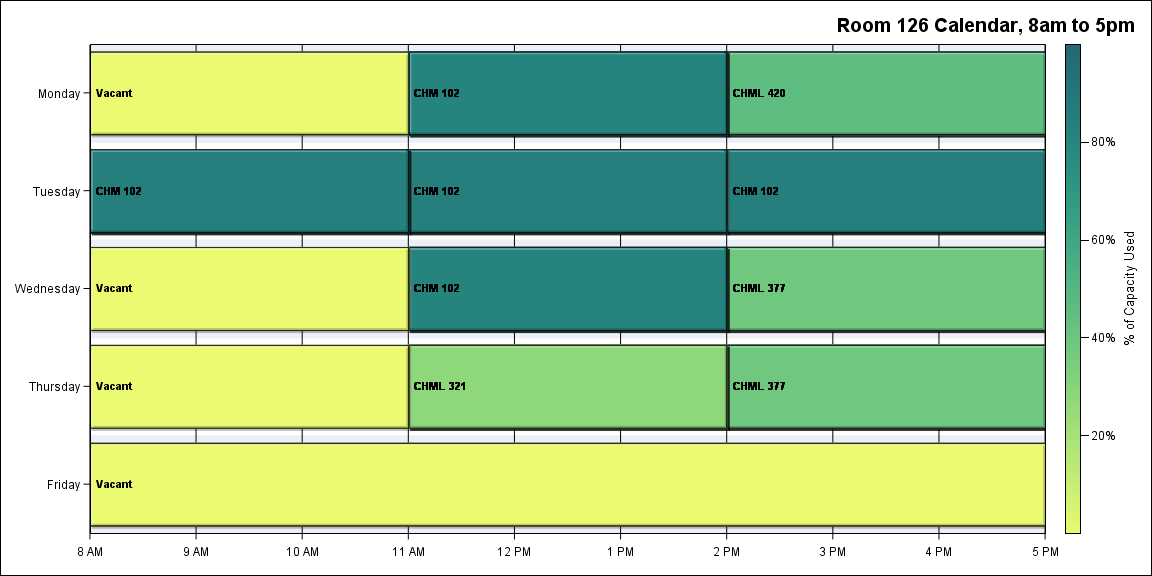 Room 126 Calendar, 8am to 5pm
Monday
Vacant
CHM 102
CHML 420
Tuesday
CHM 102
CHM 102
CHM 102
Wednesday
Vacant
CHM 102
CHML 377
Thursday
Vacant
CHML 321
CHML 377
Friday
Vacant
8 AM
9 AM
10 AM
11 AM
12 PM
1 PM
2 PM
3 PM
4 PM
5 PM
80%
60%
40%
20%
% of Capacity Used